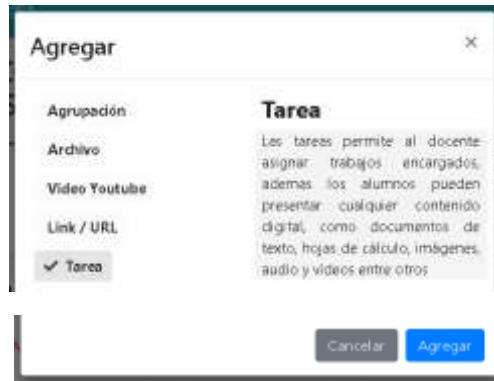 Agregar ×
Agrupación
Archivo
Video Youtube
Link / URL
✓ Tarea
Tarea
Las tareas permite al docente
asignar trabajos encargados,
ademas los alumnos pueden
presentar cualquier contenido
digital, como documentos de
texto, hojas de cálculo, imágenes,
audio y videos entre otros
Cancelar Agregar